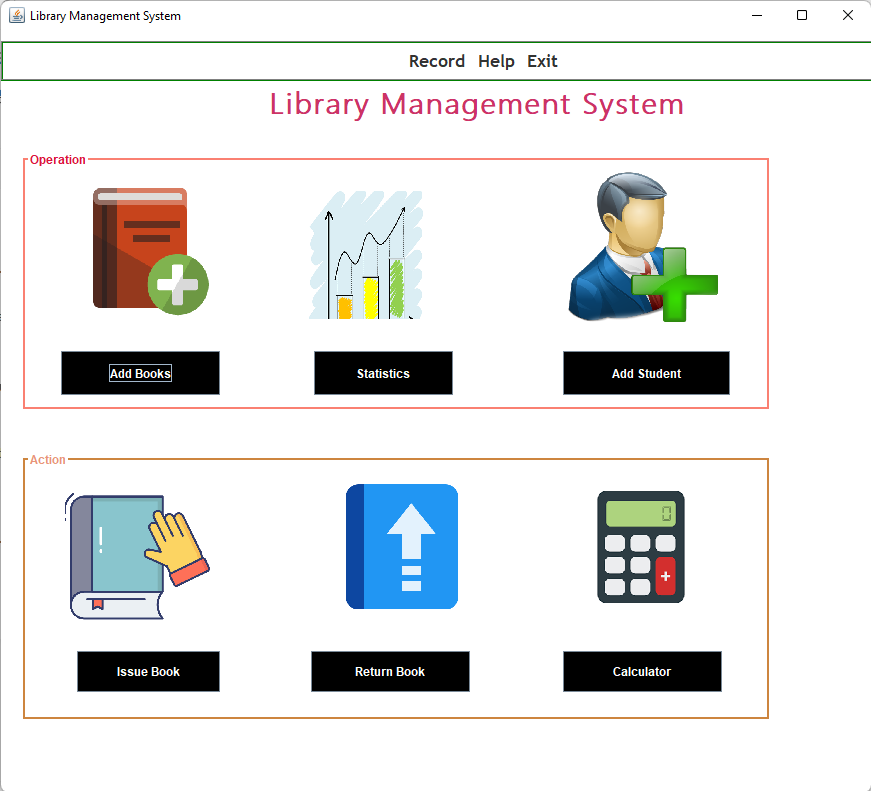 Library Management System
Record Help Exit
Library Management System
Operation
Add Books Statistics Add Student
Action
0
Issue Book Return Book Calculator